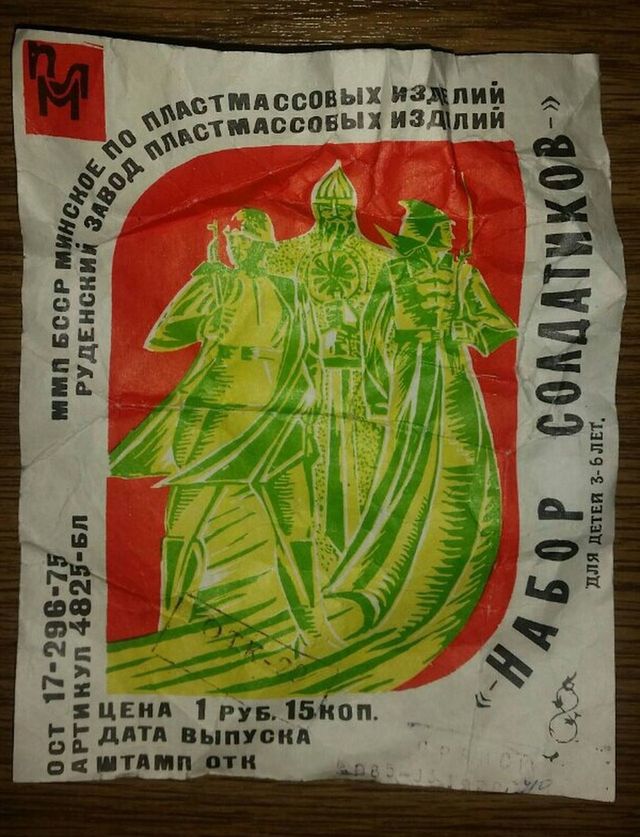 ММП БССР МИНСКОЕ ПО ПЛАСТМАССОВЫХ ИЗДЕЛИЙ
РУДЕНСКИЙ ЗАВОД ПЛАСТМАССОВЫХ ИЗДЕЛИЙ
«-НАБОР СОЛДАТИКОВ-»
ДЛЯ ДЕТЕЙ 3-6 ЛЕТ.
ОСТ 17-296-75
АРТИКУЛ 4825-БЛ
ЦЕНА 1 РУБ. 15 КОП.
ДАТА ВЫПУСКА
ШТАМП ОТК
ОТК-